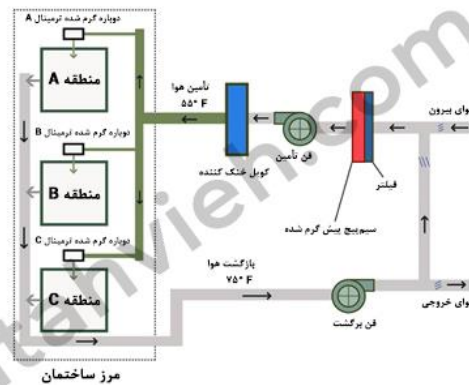 دوباره گرم شده ترمینال A
منطقه A
دوباره گرم شده ترمینال B
منطقه B
دوباره گرم شده ترمینال C
منطقه C
مرز ساختمان
تأمین هوا
۵۵° F
کویل خنک کننده
فن تأمین
سیم‌پیچ پیش گرم شده
فیلتر
وای بیرون
بازگشت هوا
۷۵° F
فن برگشت
وای خروجی